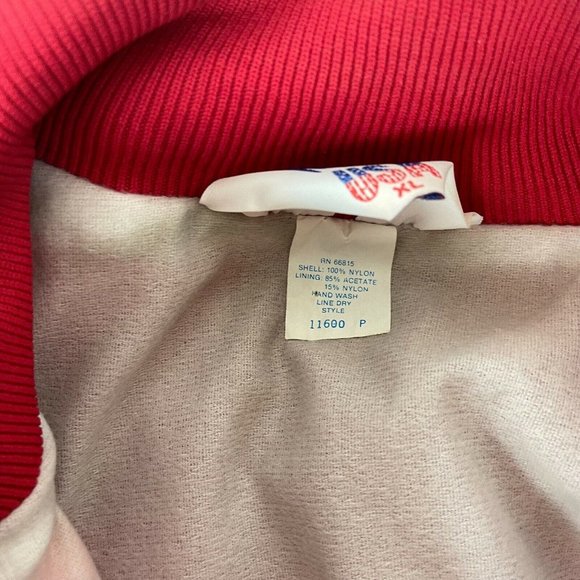 XL
RN 66815
SHELL: 100% NYLON
LINING: 85% ACETATE
15% NYLON
HAND WASH
LINE DRY
STYLE
11600 P